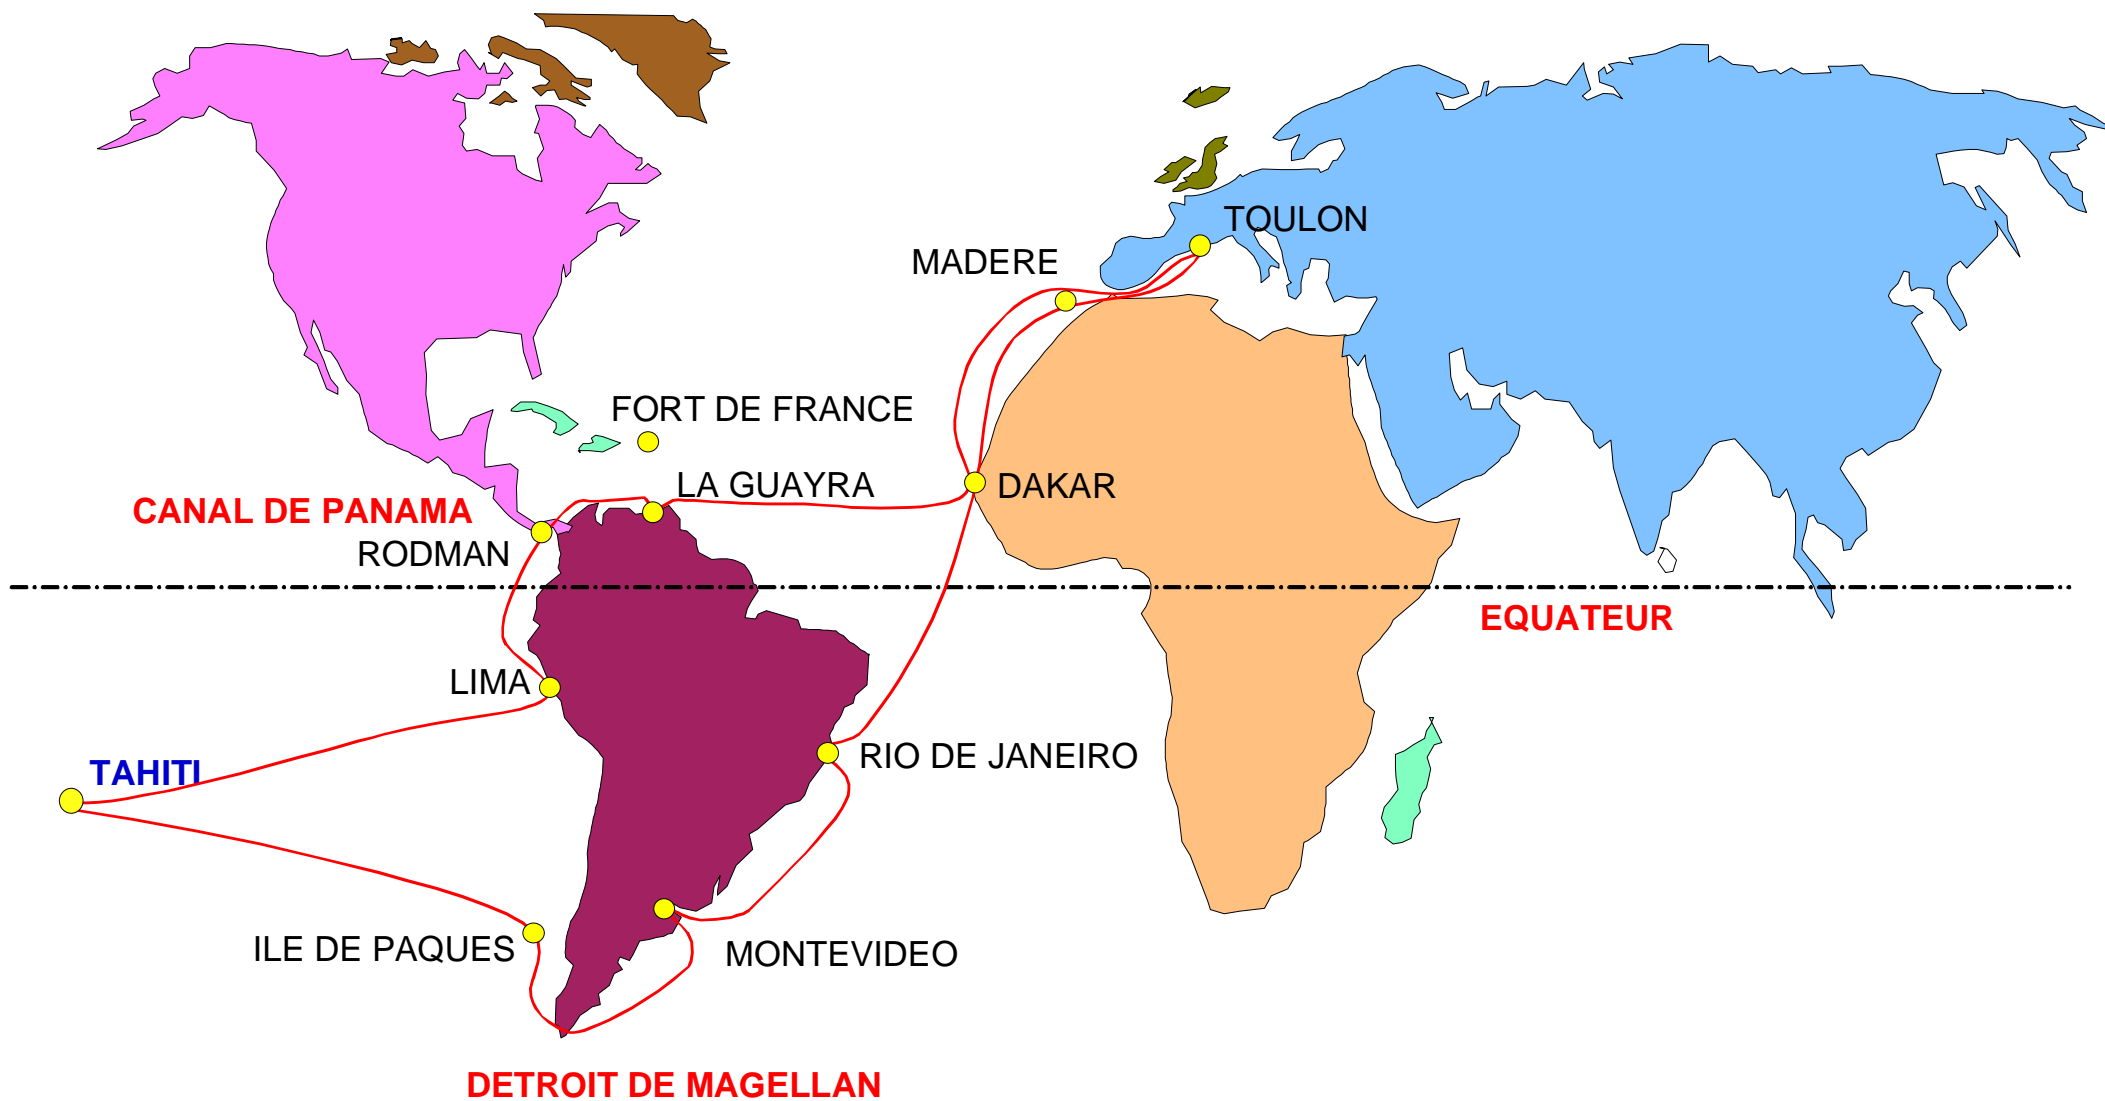 TOULON
MADERE
FORT DE FRANCE
LA GUAYRA
DAKAR
CANAL DE PANAMA
RODMAN
EQUATEUR
LIMA
RIO DE JANEIRO
TAHITI
ILE DE PAQUES
MONTEVIDEO
DETROIT DE MAGELLAN